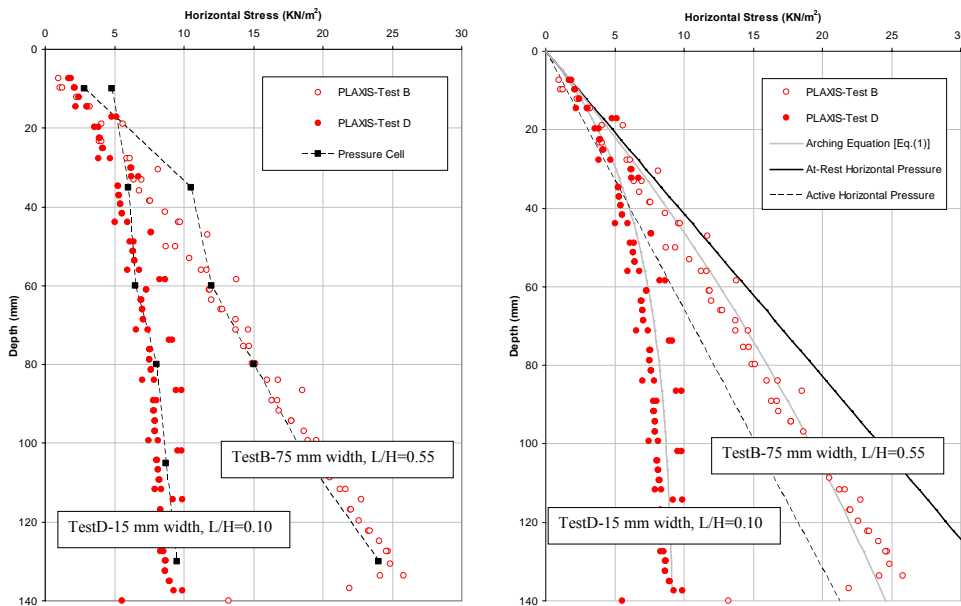 Horizontal Stress (KN/m²)
0 5 10 15 20 25 30
0
20
40
60
80
100
120
140
Depth (mm)
PLAXIS-Test B
PLAXIS-Test D
Pressure Cell
TestB-75 mm width, L/H=0.55
TestD-15 mm width, L/H=0.10
Horizontal Stress (KN/m²)
0 5 10 15 20 25 30
0
20
40
60
80
100
120
140
Depth (mm)
PLAXIS-Test B
PLAXIS-Test D
Arching Equation [Eq.(1)]
At-Rest Horizontal Pressure
Active Horizontal Pressure
TestB-75 mm width, L/H=0.55
TestD-15 mm width, L/H=0.10